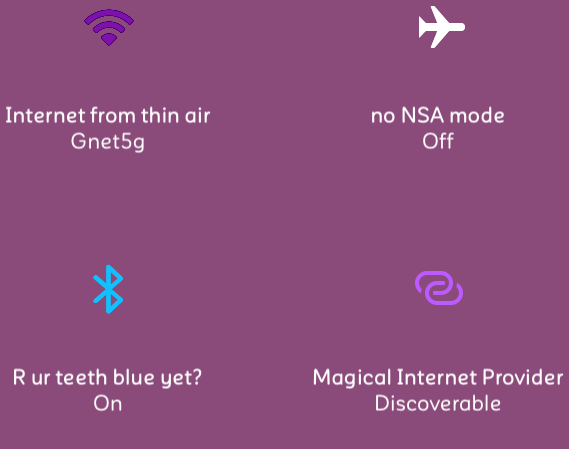 Internet from thin air
Gnet5g
no NSA mode
Off
R ur teeth blue yet?
On
Magical Internet Provider
Discoverable